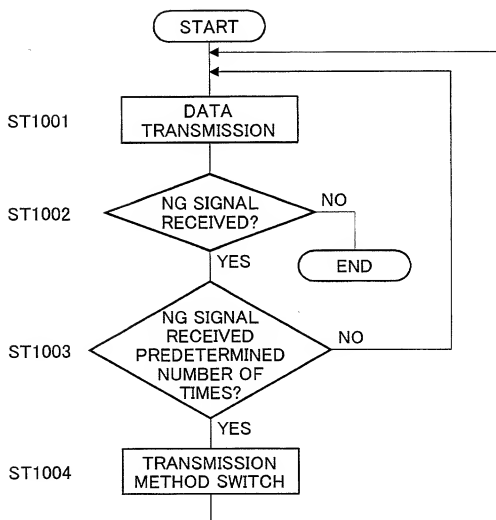 START
ST1001
DATA
TRANSMISSION
ST1002
NG SIGNAL
RECEIVED?
NO
END
YES
ST1003
NG SIGNAL
RECEIVED
PREDETERMINED
NUMBER OF
TIMES?
NO
YES
ST1004
TRANSMISSION
METHOD SWITCH